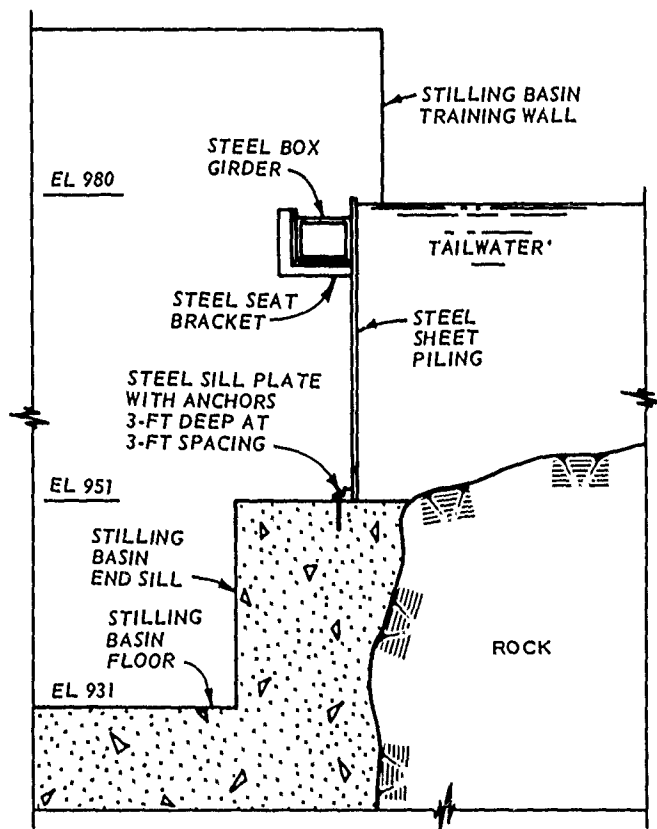 STILLING BASIN
TRAINING WALL
STEEL BOX
GIRDER
EL 980
TAILWATER
STEEL SEAT
BRACKET
STEEL
SHEET
PILING
STEEL SILL PLATE
WITH ANCHORS
3-FT DEEP AT
3-FT SPACING
EL 951
STILLING
BASIN
END SILL
STILLING
BASIN
FLOOR
ROCK
EL 931